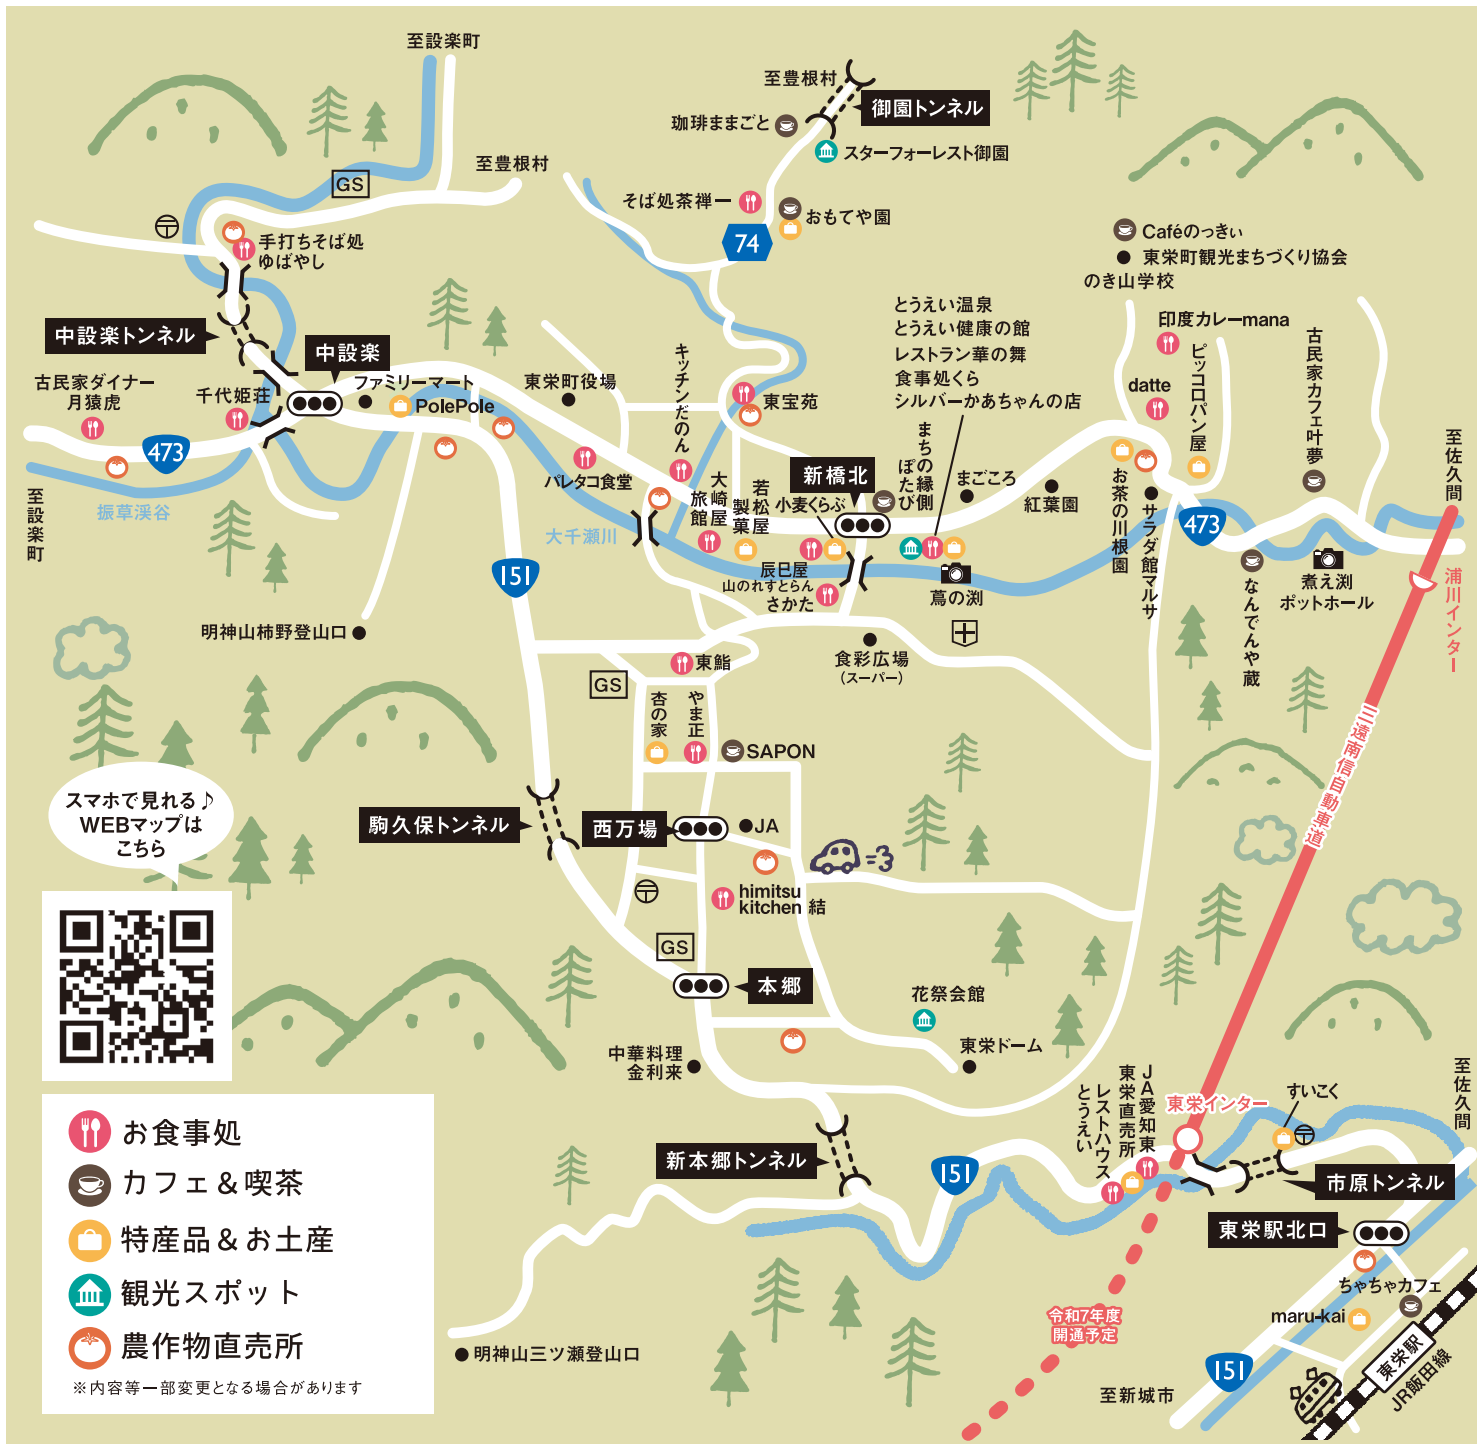 至設楽町
至豊根村
御園トンネル
珈琲ままごと
スターフォーレスト御園
至豊根村
GS
そば処茶禅一
おもてや園
74
手打ちそば処
ゆばやし
Caféのっきぃ
東栄町観光まちづくり協会
のき山学校
中設楽トンネル
中設楽
とうえい温泉
とうえい健康の館
レストラン華の舞
食事処くら
シルバーかあちゃんの店
印度カレーmana
ピッコロパン屋
古民家カフェ叶夢
古民家ダイナー
月猿虎
千代姫荘
ファミリーマート
PolePole
東栄町役場
キッチンだのん
東宝苑
datte
473
至設楽町
振草渓谷
パレタコ食堂
大千瀬川
大崎屋
旅館
若松屋
製菓
新橋北
小麦くらぶ
まちの縁側
ぽたび
まごころ
紅葉園
お茶の川根園
サラダ館マルサ
473
至佐久間
浦川インター
151
辰巳屋
山のれすとらん
さかた
蔦の渕
なんでんや蔵
煮え渕
ポットホール
明神山柿野登山口
食彩広場
(スーパー)
東鮨
GS
杏の家
やま正
SAPON
三遠南信自動車道
スマホで見れる♪
WEBマップは
こちら
駒久保トンネル
西万場
JA
himitsu
kitchen 結
GS
本郷
花祭会館
東栄ドーム
中華料理
金利来
新本郷トンネル
151
レストハウス
とうえい
JA愛知東
東栄直売所
東栄インター
すいこく
至佐久間
市原トンネル
東栄駅北口
ちゃちゃカフェ
maru-kai
東栄駅
JR飯田線
151
至新城市
令和7年度
開通予定
明神山三ツ瀬登山口
お食事処
カフェ＆喫茶
特産品＆お土産
観光スポット
農作物直売所
※内容等一部変更となる場合があります